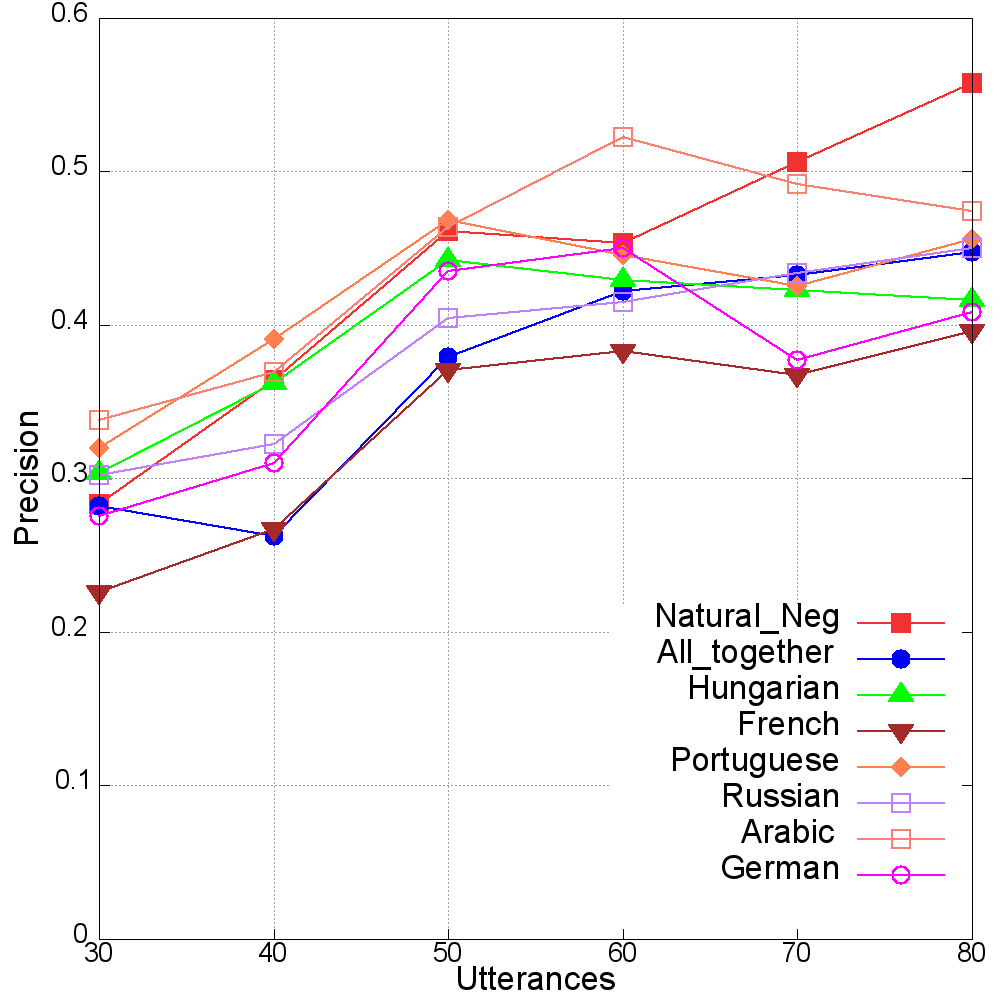 0.6
0.5
0.4
0.3
0.2
0.1
0
Precision
30 40 50 60 70 80
Utterances
Natural_Neg
All_together
Hungarian
French
Portuguese
Russian
Arabic
German